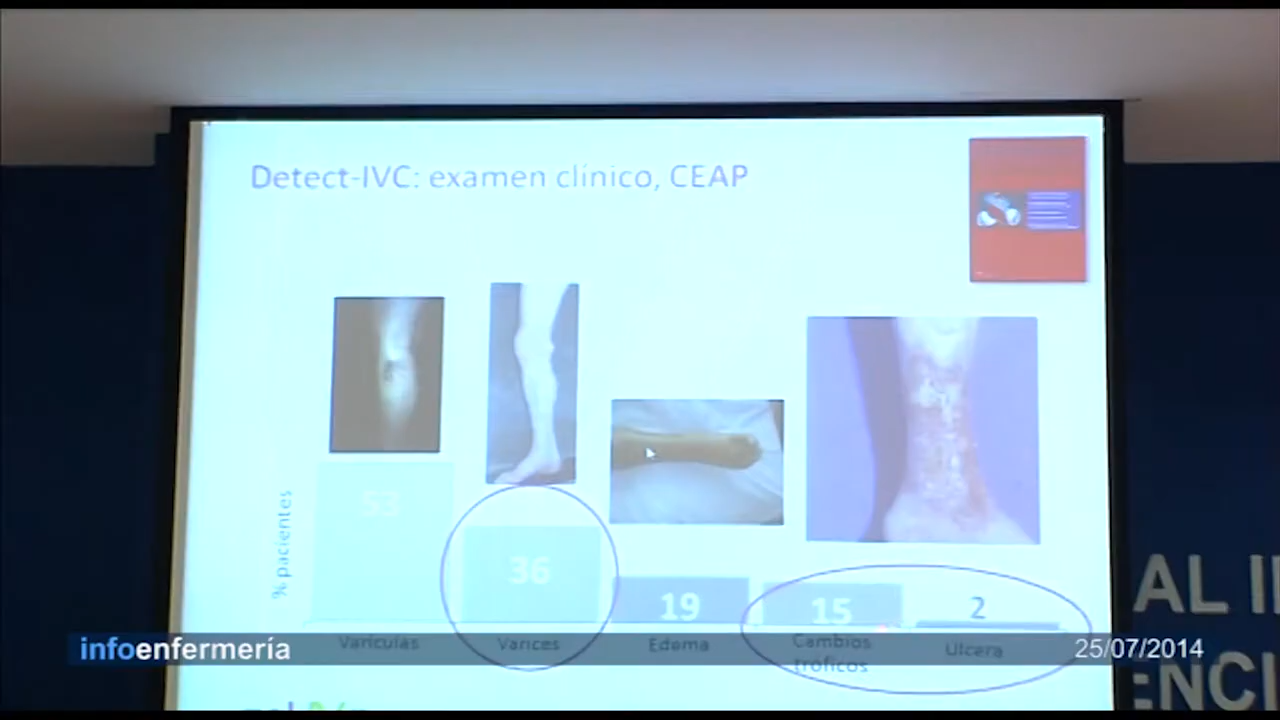 Detect-IVC: examen clínico, CEAP
% pacientes
53
36
19
15
2
Varículas
Varices
Edema
Cambios
tróficos
Úlcera
infoenfermería
25/07/2014
AL I
ENCI